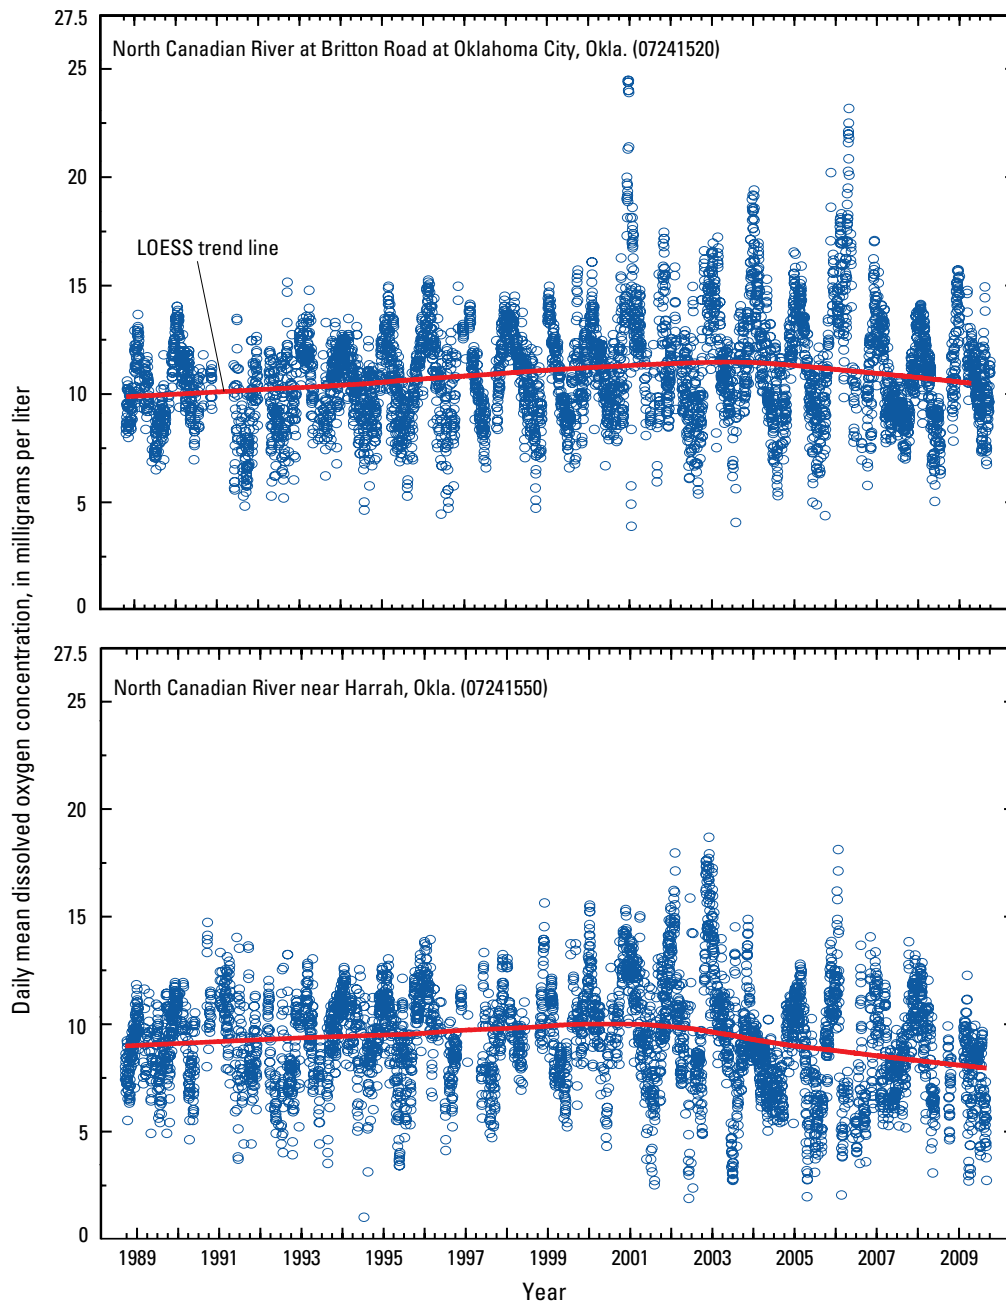 27.5
North Canadian River at Britton Road at Oklahoma City, Okla. (07241520)
25
20
LOESS trend line
15
10
5
0
Daily mean dissolved oxygen concentration, in milligrams per liter
27.5
North Canadian River near Harrah, Okla. (07241550)
25
20
15
10
5
0
1989 1991 1993 1995 1997 1999 2001 2003 2005 2007 2009
Year